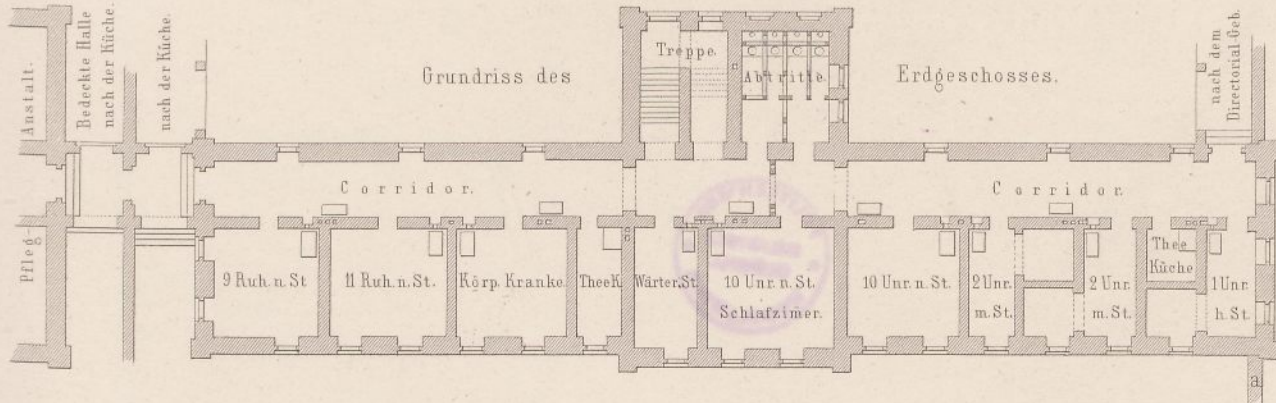 Grundriss des Erdgeschosses.
Anstalt.
Pfleg-
Bedeckte Halle
nach der Küche.
nach der Küche.
Treppe.
Abtritte.
nach dem
Directorial-Geb.
Corridor.
Corridor.
9 Ruh. n. St
11 Ruh. n. St.
Körp. Kranke
Thee K.
Wärter. St.
10 Unr. n. St.
Schlafzimer.
10 Unr. n. St.
2 Unr.
m. St.
2 Unr.
m. St.
Thee
Küche
1 Unr.
h. St.
a